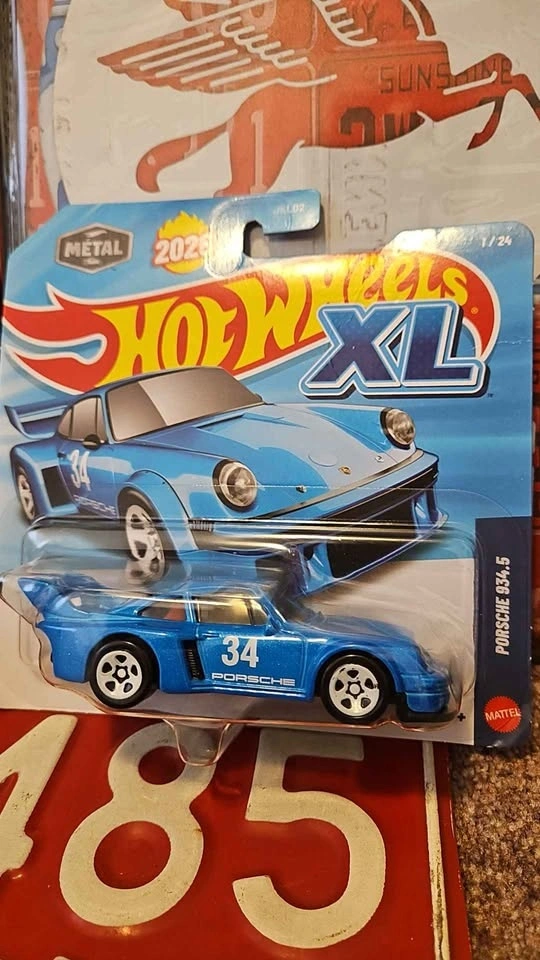 SUNSHINE
MÉTAL
2026
1/24
HOT WHEELS
XL
34
PORSCHE
PORSCHE 934.5
34
PORSCHE
MATTEL
485